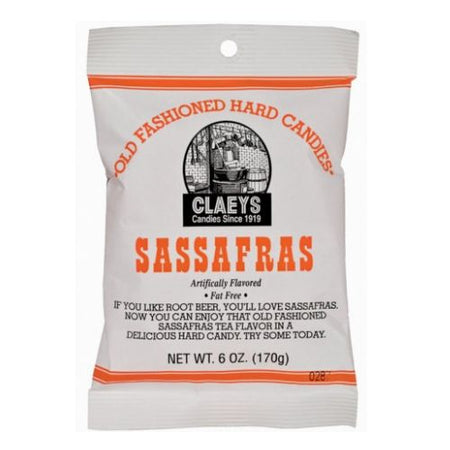 "OLD FASHIONED HARD CANDIES"
CLAEYS
Candies Since 1919
SASSAFRAS
Artifically Flavored
• Fat Free •
IF YOU LIKE ROOT BEER, YOU'LL LOVE SASSAFRAS.
NOW YOU CAN ENJOY THAT OLD FASHIONED
SASSAFRAS TEA FLAVOR IN A
DELICIOUS HARD CANDY. TRY SOME TODAY.
NET WT. 6 OZ. (170g)
028